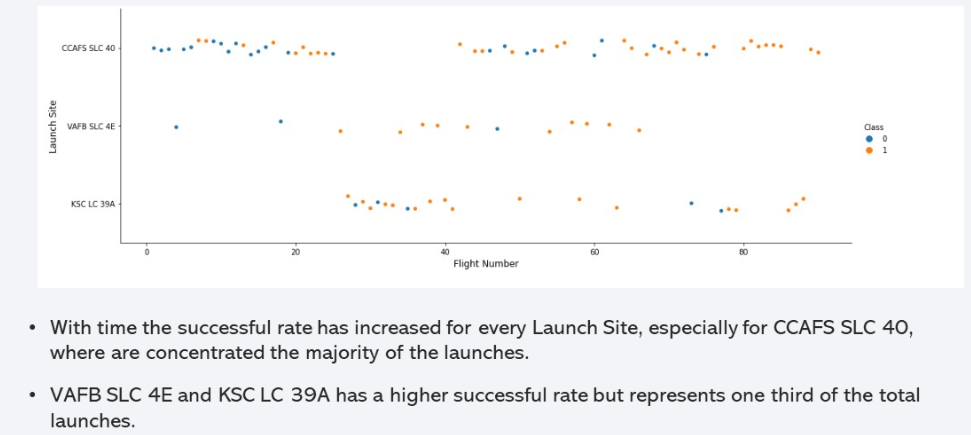 CCAFS SLC 40
VAFB SLC 4E
KSC LC 39A
Launch Site
0 20 40 60 80
Flight Number
Class
0
1
• With time the successful rate has increased for every Launch Site, especially for CCAFS SLC 40,
where are concentrated the majority of the launches.
• VAFB SLC 4E and KSC LC 39A has a higher successful rate but represents one third of the total
launches.